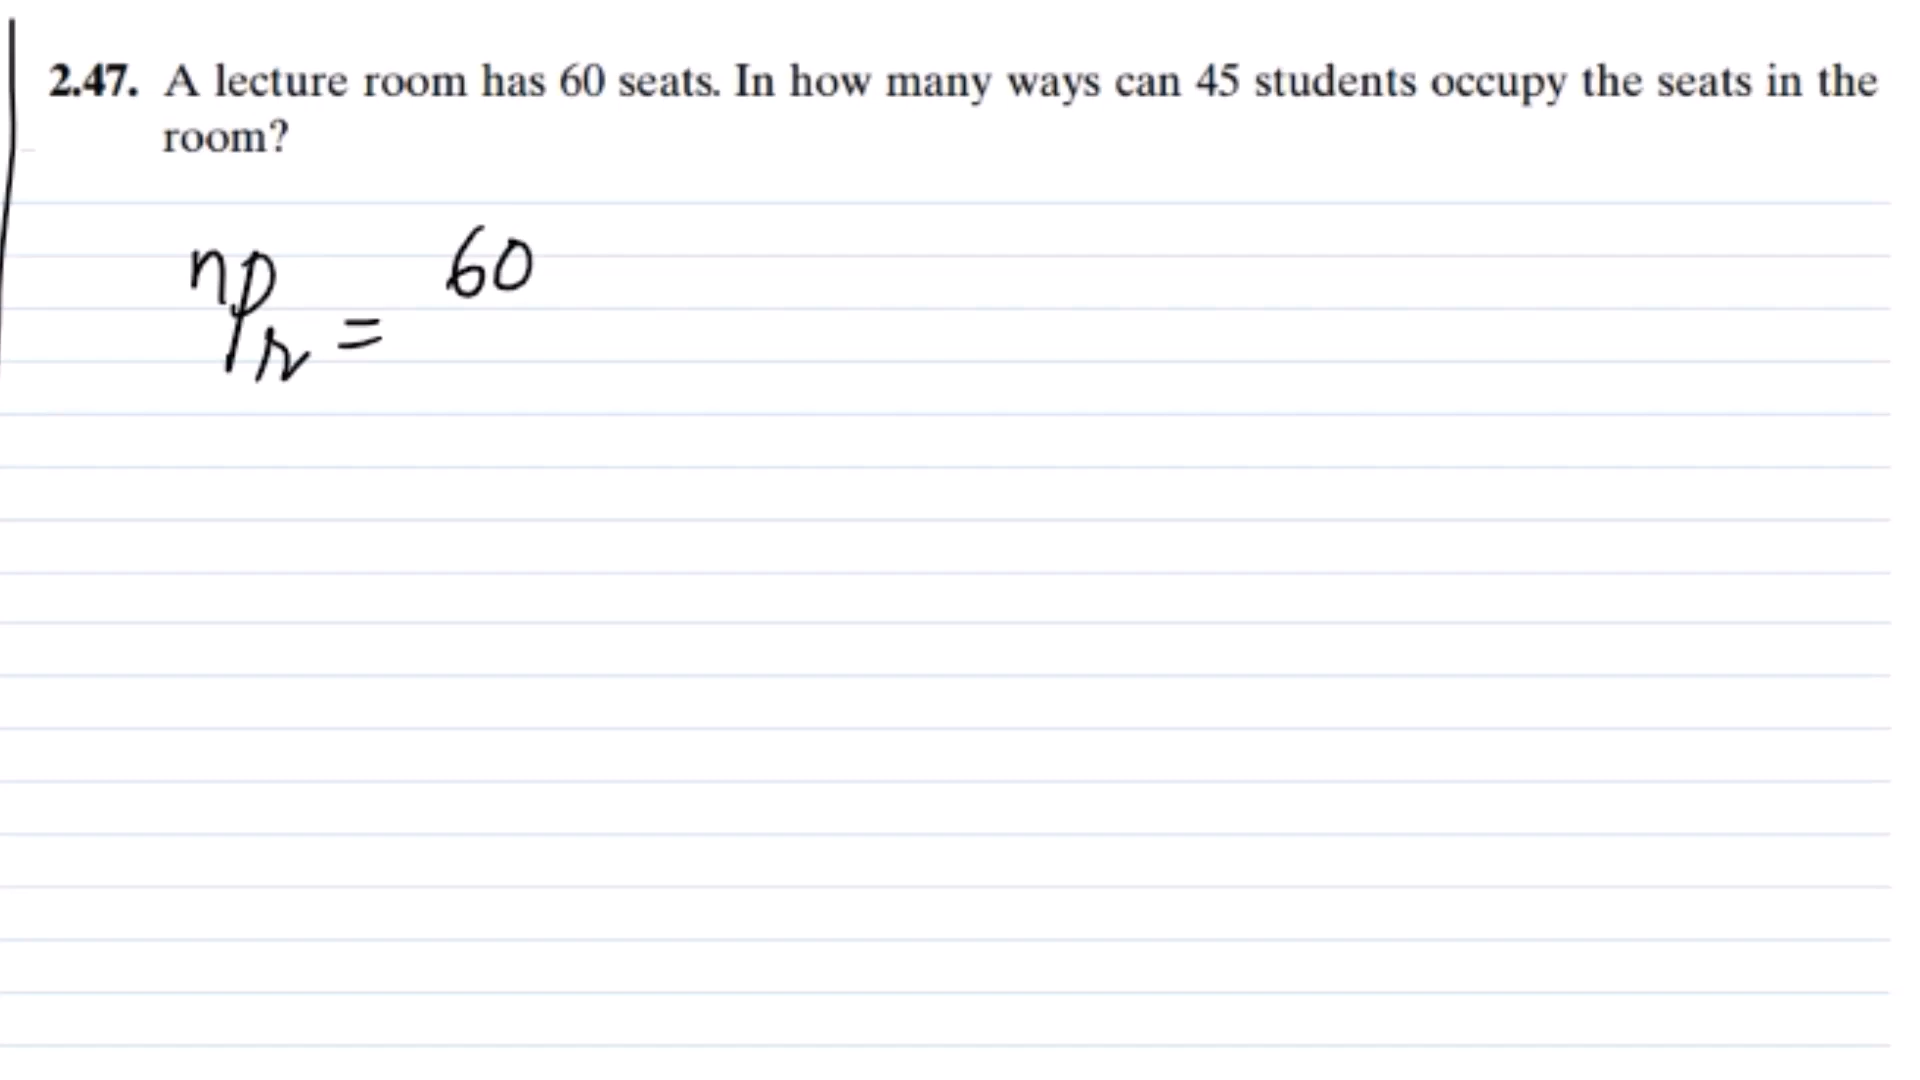 2.47. A lecture room has 60 seats. In how many ways can 45 students occupy the seats in the
room?
nPr = 60